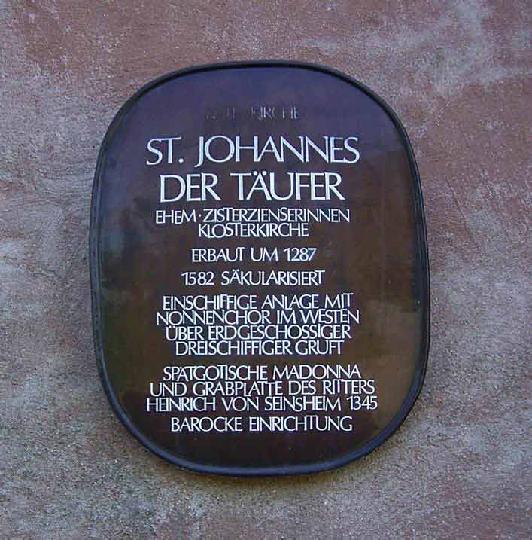 KIRCHE
ST. JOHANNES
DER TÄUFER
EHEM· ZISTERZIENSERINNEN
KLOSTERKIRCHE
ERBAUT UM 1287
1582 SÄKULARISIERT
EINSCHIFFIGE ANLAGE MIT
NONNENCHOR IM WESTEN
ÜBER ERDGESCHOSSIGER
DREISCHIFFIGER GRUFT
SPÄTGOTISCHE MADONNA
UND GRABPLATTE DES RITTERS
HEINRICH VON SEINSHEIM 1345
BAROCKE EINRICHTUNG